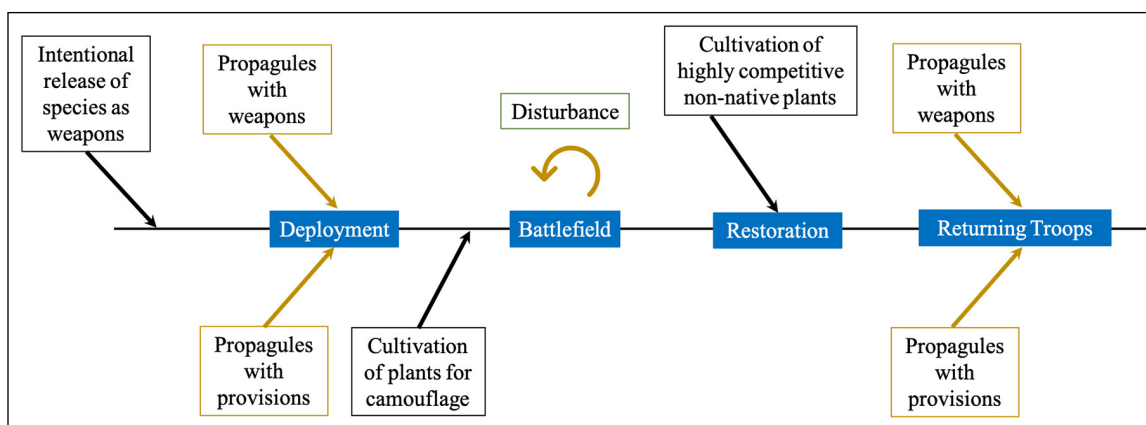 Intentional
release of
species as
weapons
Propagules
with
weapons
Disturbance
Cultivation of
highly competitive
non-native plants
Propagules
with
weapons
Deployment
Battlefield
Restoration
Returning Troops
Propagules
with
provisions
Cultivation
of plants for
camouflage
Propagules
with
provisions